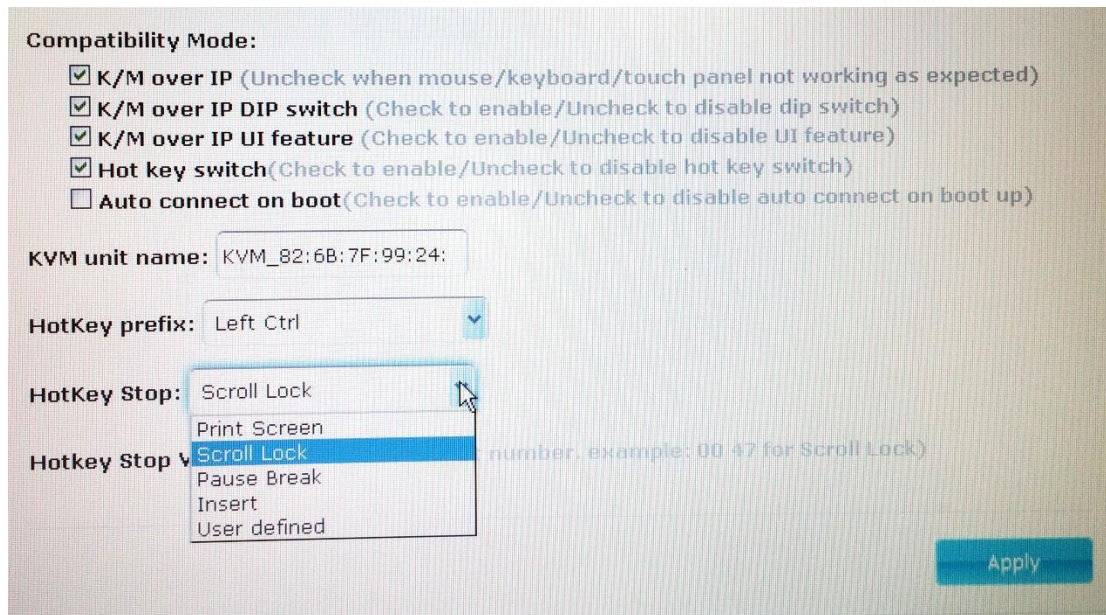 Compatibility Mode:
K/M over IP (Uncheck when mouse/keyboard/touch panel not working as expected)
K/M over IP DIP switch (Check to enable/Uncheck to disable dip switch)
K/M over IP UI feature (Check to enable/Uncheck to disable UI feature)
Hot key switch(Check to enable/Uncheck to disable hot key switch)
Auto connect on boot(Check to enable/Uncheck to disable auto connect on boot up)
KVM unit name: KVM_82:6B:7F:99:24:
HotKey prefix: Left Ctrl
HotKey Stop: Scroll Lock
Print Screen
Hotkey Stop Scroll Lock number. example: 00 47 for Scroll Lock)
Pause Break
Insert
User defined
Apply